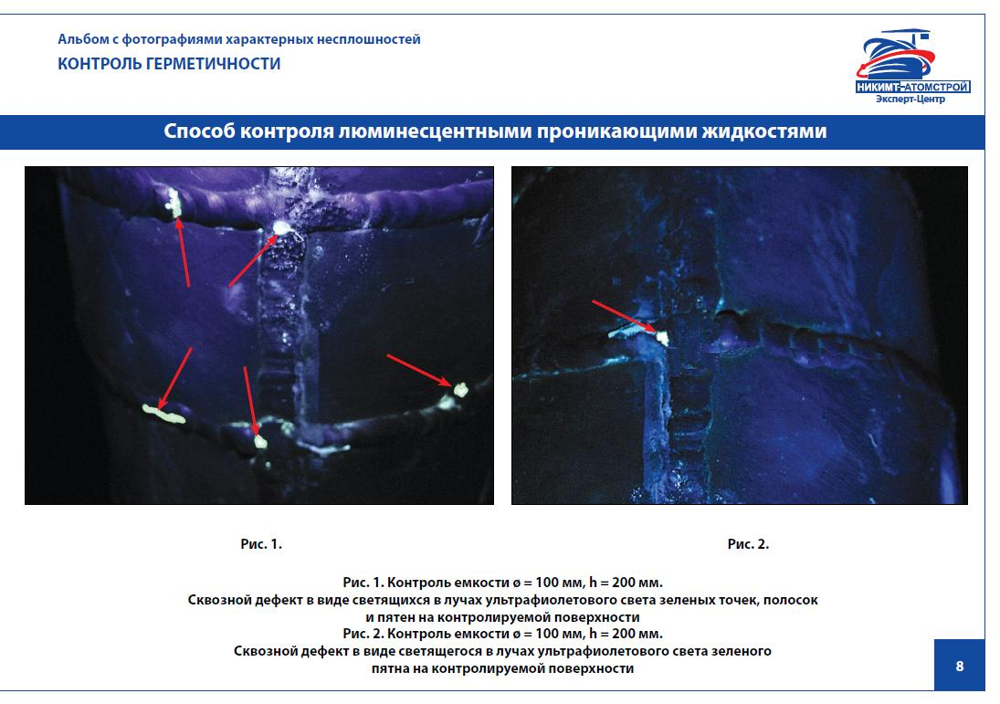 Альбом с фотографиями характерных несплошностей
КОНТРОЛЬ ГЕРМЕТИЧНОСТИ
НИКИМТ-АТОМСТРОЙ
Эксперт-Центр
Способ контроля люминесцентными проникающими жидкостями
Рис. 1.
Рис. 2.
Рис. 1. Контроль емкости ø = 100 мм, h = 200 мм.
Сквозной дефект в виде светящихся в лучах ультрафиолетового света зеленых точек, полосок
и пятен на контролируемой поверхности
Рис. 2. Контроль емкости ø = 100 мм, h = 200 мм.
Сквозной дефект в виде светящегося в лучах ультрафиолетового света зеленого
пятна на контролируемой поверхности
8